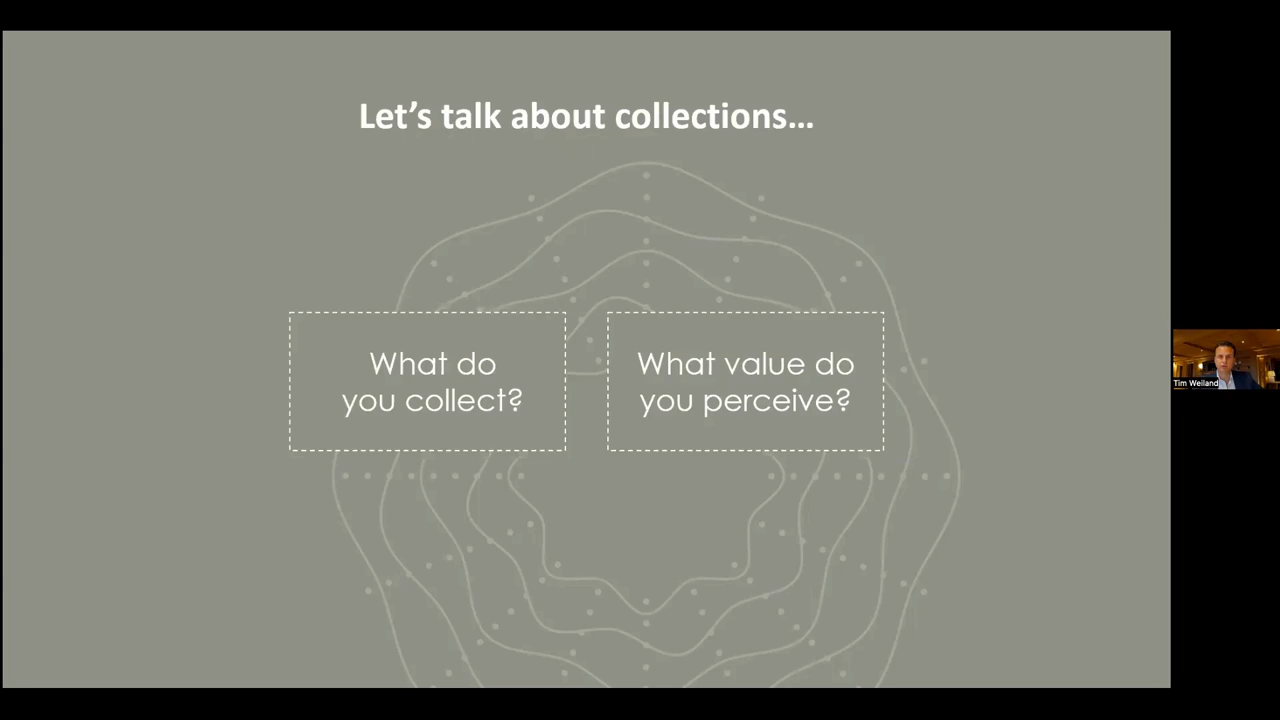 Let’s talk about collections...
What do
you collect?
What value do
you perceive?
Tim Weiland